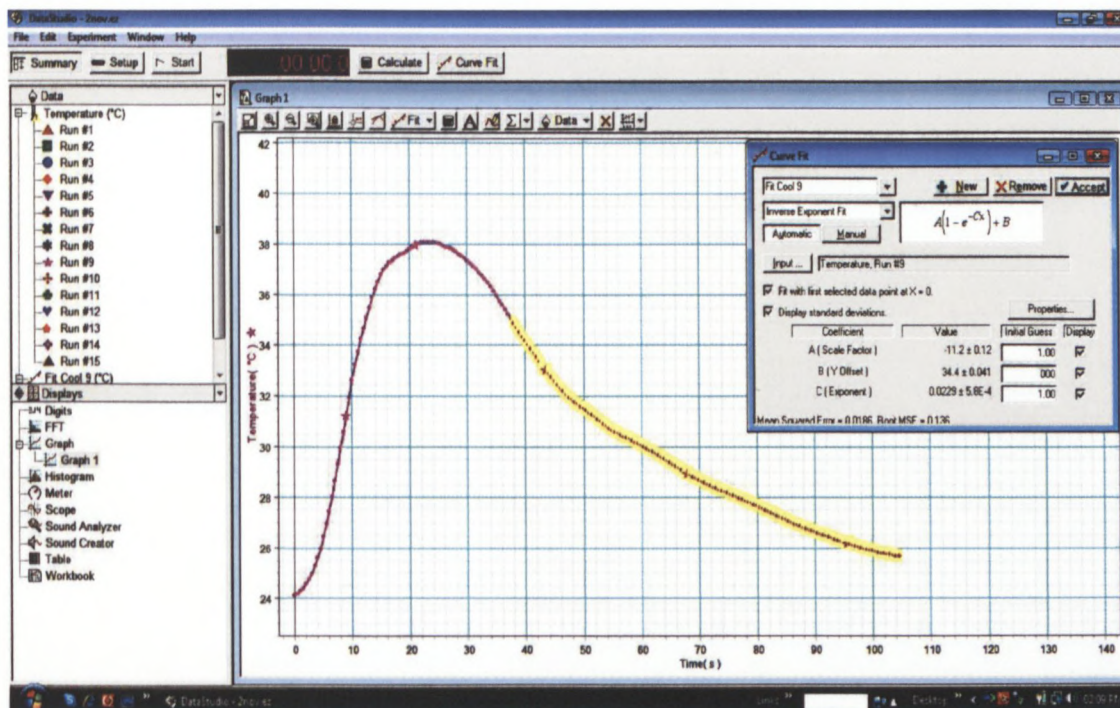 DataStudio - 2nov.ez
File Edit Experiment Window Help
Summary Setup Start Calculate Curve Fit
Data
Temperature (°C)
Run #1
Run #2
Run #3
Run #4
Run #5
Run #6
Run #7
Run #8
Run #9
Run #10
Run #11
Run #12
Run #13
Run #14
Run #15
Fit Cool 9 (°C)
Displays
Digits
FFT
Graph
Graph 1
Histogram
Meter
Scope
Sound Analyzer
Sound Creator
Table
Workbook
Graph 1
Fit Σ Data
42
40
38
36
34
32
30
28
26
24
Temperature( °C)
0 10 20 30 40 50 60 70 80 90 100 110 120 130 140
Time( s )
Curve Fit
Fit Cool 9 New Remove Accept
Inverse Exponent Fit
A(1 - e^-Cx) + B
Automatic Manual
Input ... Temperature, Run #9
Fit with first selected data point at X = 0.
Display standard deviations. Properties...
Coefficient Value Initial Guess Display
A ( Scale Factor ) -11.2 ± 0.12 1.00
B ( Y Offset ) 34.4 ± 0.041 000
C ( Exponent ) 0.0229 ± 5.8E-4 1.00
Mean Squared Error = 0.0186 Root MSE = 0.136
DataStudio - 2nov.ez
Desktop